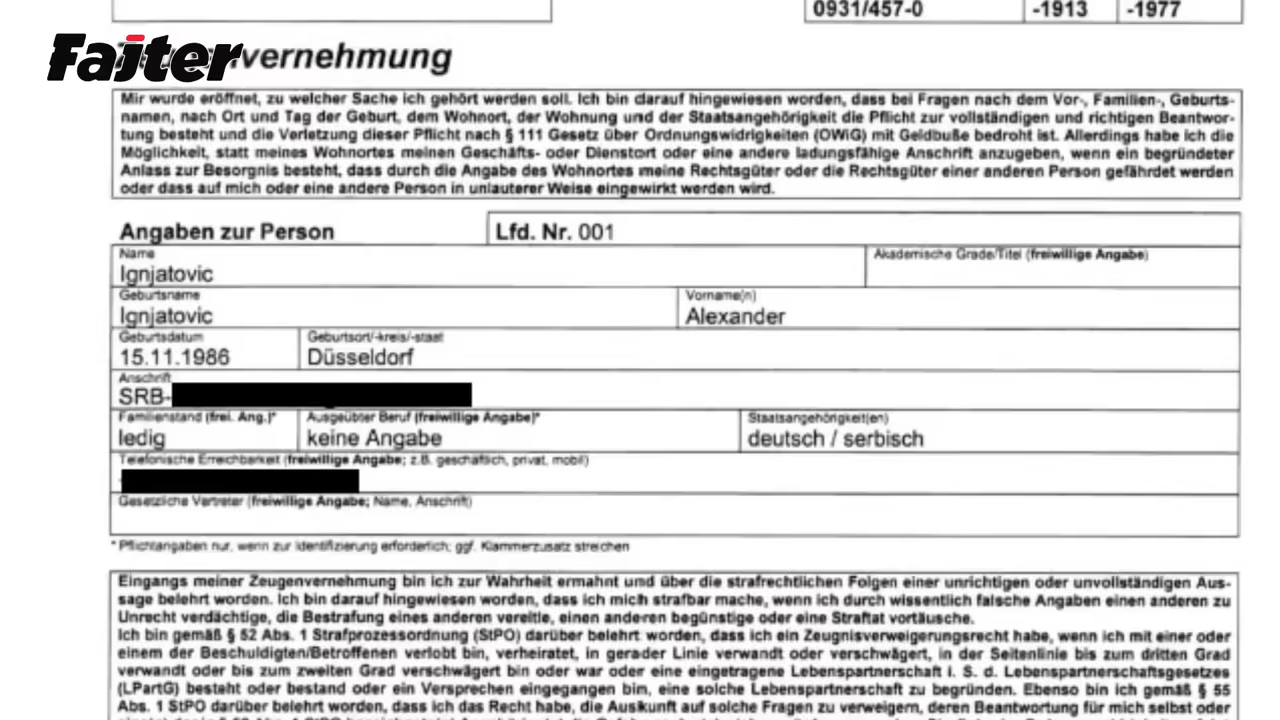 0931/457-0 -1913 -1977
Fajter
vernehmung
Mir wurde eröffnet, zu welcher Sache ich gehört werden soll. Ich bin darauf hingewiesen worden, dass bei Fragen nach dem Vor-, Familien-, Geburts-
namen, nach Ort und Tag der Geburt, dem Wohnort, der Wohnung und der Staatsangehörigkeit die Pflicht zur vollständigen und richtigen Beantwor-
tung besteht und die Verletzung dieser Pflicht nach § 111 Gesetz über Ordnungswidrigkeiten (OWiG) mit Geldbuße bedroht ist. Allerdings habe ich die
Möglichkeit, statt meines Wohnortes meinen Geschäfts- oder Dienstort oder eine andere ladungsfähige Anschrift anzugeben, wenn ein begründeter
Anlass zur Besorgnis besteht, dass durch die Angabe des Wohnortes meine Rechtsgüter oder die Rechtsgüter einer anderen Person gefährdet werden
oder dass auf mich oder eine andere Person in unlauterer Weise eingewirkt werden wird.
Angaben zur Person Lfd. Nr. 001
Name Akademische Grade/Titel (freiwillige Angabe)
Ignjatovic
Geburtsname Vorname(n)
Ignjatovic Alexander
Geburtsdatum Geburtsort/-kreis/-staat
15.11.1986 Düsseldorf
Anschrift
SRB-
Familienstand (frei. Ang.)* Ausgeübter Beruf (freiwillige Angabe)* Staatsangehörigkeit(en)
ledig keine Angabe deutsch / serbisch
Telefonische Erreichbarkeit (freiwillige Angabe; z.B. geschäftlich, privat, mobil)
Gesetzliche Vertreter (freiwillige Angabe; Name, Anschrift)
* Pflichtangaben nur, wenn zur Identifizierung erforderlich; ggf. Klammerzusatz streichen
Eingangs meiner Zeugenvernehmung bin ich zur Wahrheit ermahnt und über die strafrechtlichen Folgen einer unrichtigen oder unvollständigen Aus-
sage belehrt worden. Ich bin darauf hingewiesen worden, dass ich mich strafbar mache, wenn ich durch wissentlich falsche Angaben einen anderen zu
Unrecht verdächtige, die Bestrafung eines anderen vereitle, einen anderen begünstige oder eine Straftat vortäusche.
Ich bin gemäß § 52 Abs. 1 Strafprozessordnung (StPO) darüber belehrt worden, dass ich ein Zeugnisverweigerungsrecht habe, wenn ich mit einer oder
einem der Beschuldigten/Betroffenen verlobt bin, verheiratet, in gerader Linie verwandt oder verschwägert, in der Seitenlinie bis zum dritten Grad
verwandt oder bis zum zweiten Grad verschwägert bin oder war oder eine eingetragene Lebenspartnerschaft i. S. d. Lebenspartnerschaftsgesetzes
(LPartG) besteht oder bestand oder ein Versprechen eingegangen bin, eine solche Lebenspartnerschaft zu begründen. Ebenso bin ich gemäß § 55
Abs. 1 StPO darüber belehrt worden, dass ich das Recht habe, die Auskunft auf solche Fragen zu verweigern, deren Beantwortung für mich selbst oder